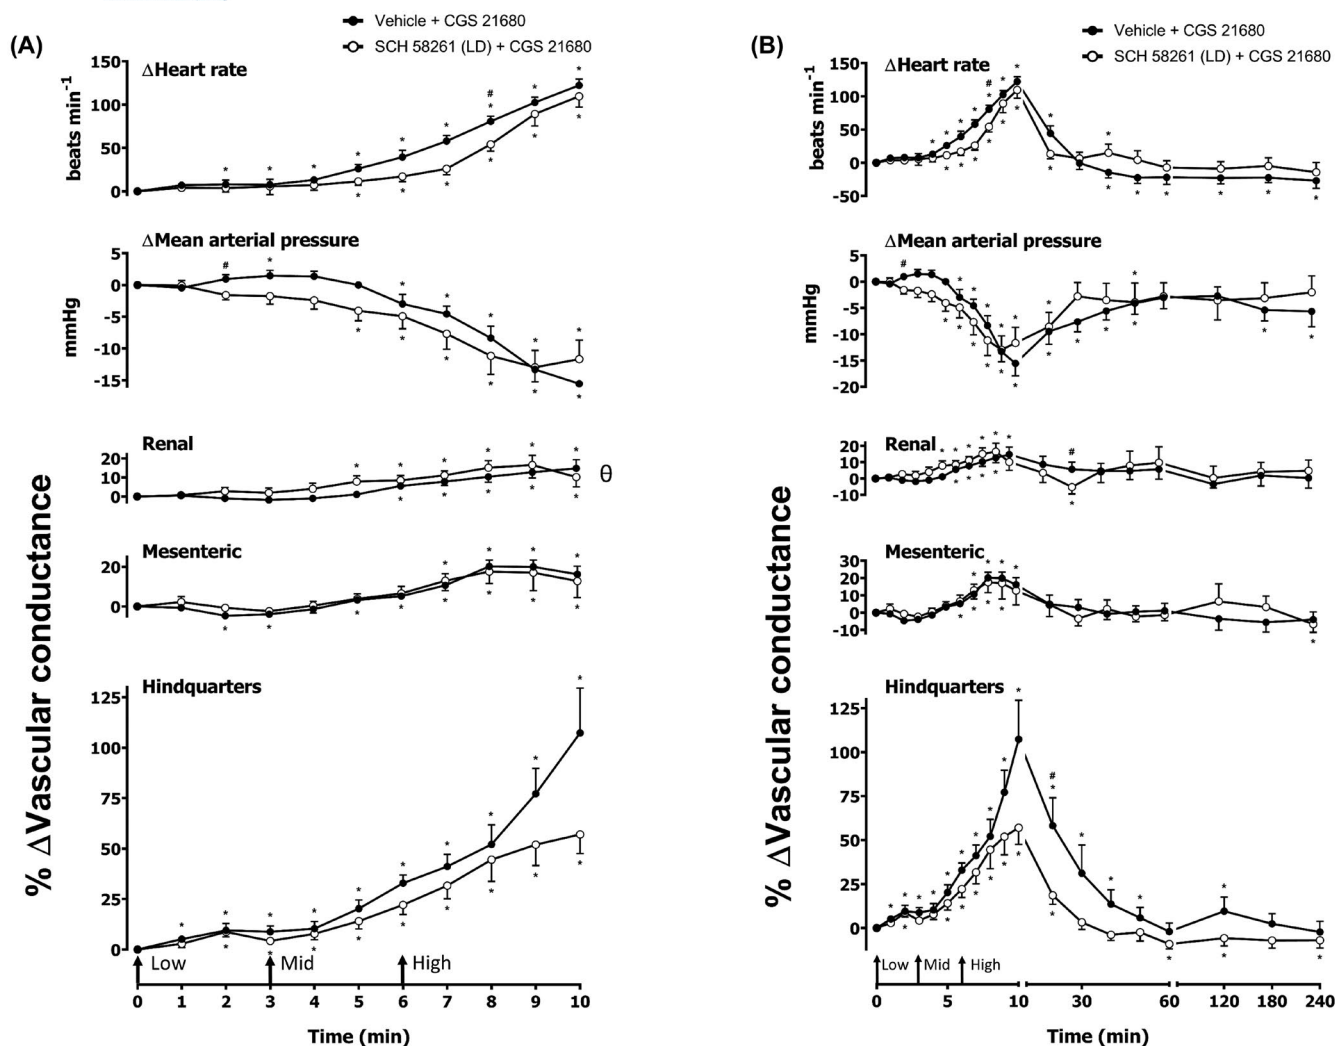 (A)
Vehicle + CGS 21680
SCH 58261 (LD) + CGS 21680
ΔHeart rate
beats min-1
150
100
50
0
ΔMean arterial pressure
mmHg
5
0
-5
-10
-15
% ΔVascular conductance
Renal
20
10
0
θ
Mesenteric
20
0
Hindquarters
125
100
75
50
25
0
Low
Mid
High
0 1 2 3 4 5 6 7 8 9 10
Time (min)
(B)
Vehicle + CGS 21680
SCH 58261 (LD) + CGS 21680
ΔHeart rate
beats min-1
150
100
50
0
-50
ΔMean arterial pressure
mmHg
5
0
-5
-10
-15
-20
% ΔVascular conductance
Renal
20
10
0
-10
Mesenteric
30
20
10
0
-10
Hindquarters
125
100
75
50
25
0
Low
Mid
High
0 5 10 30 60 120 180 240
Time (min)